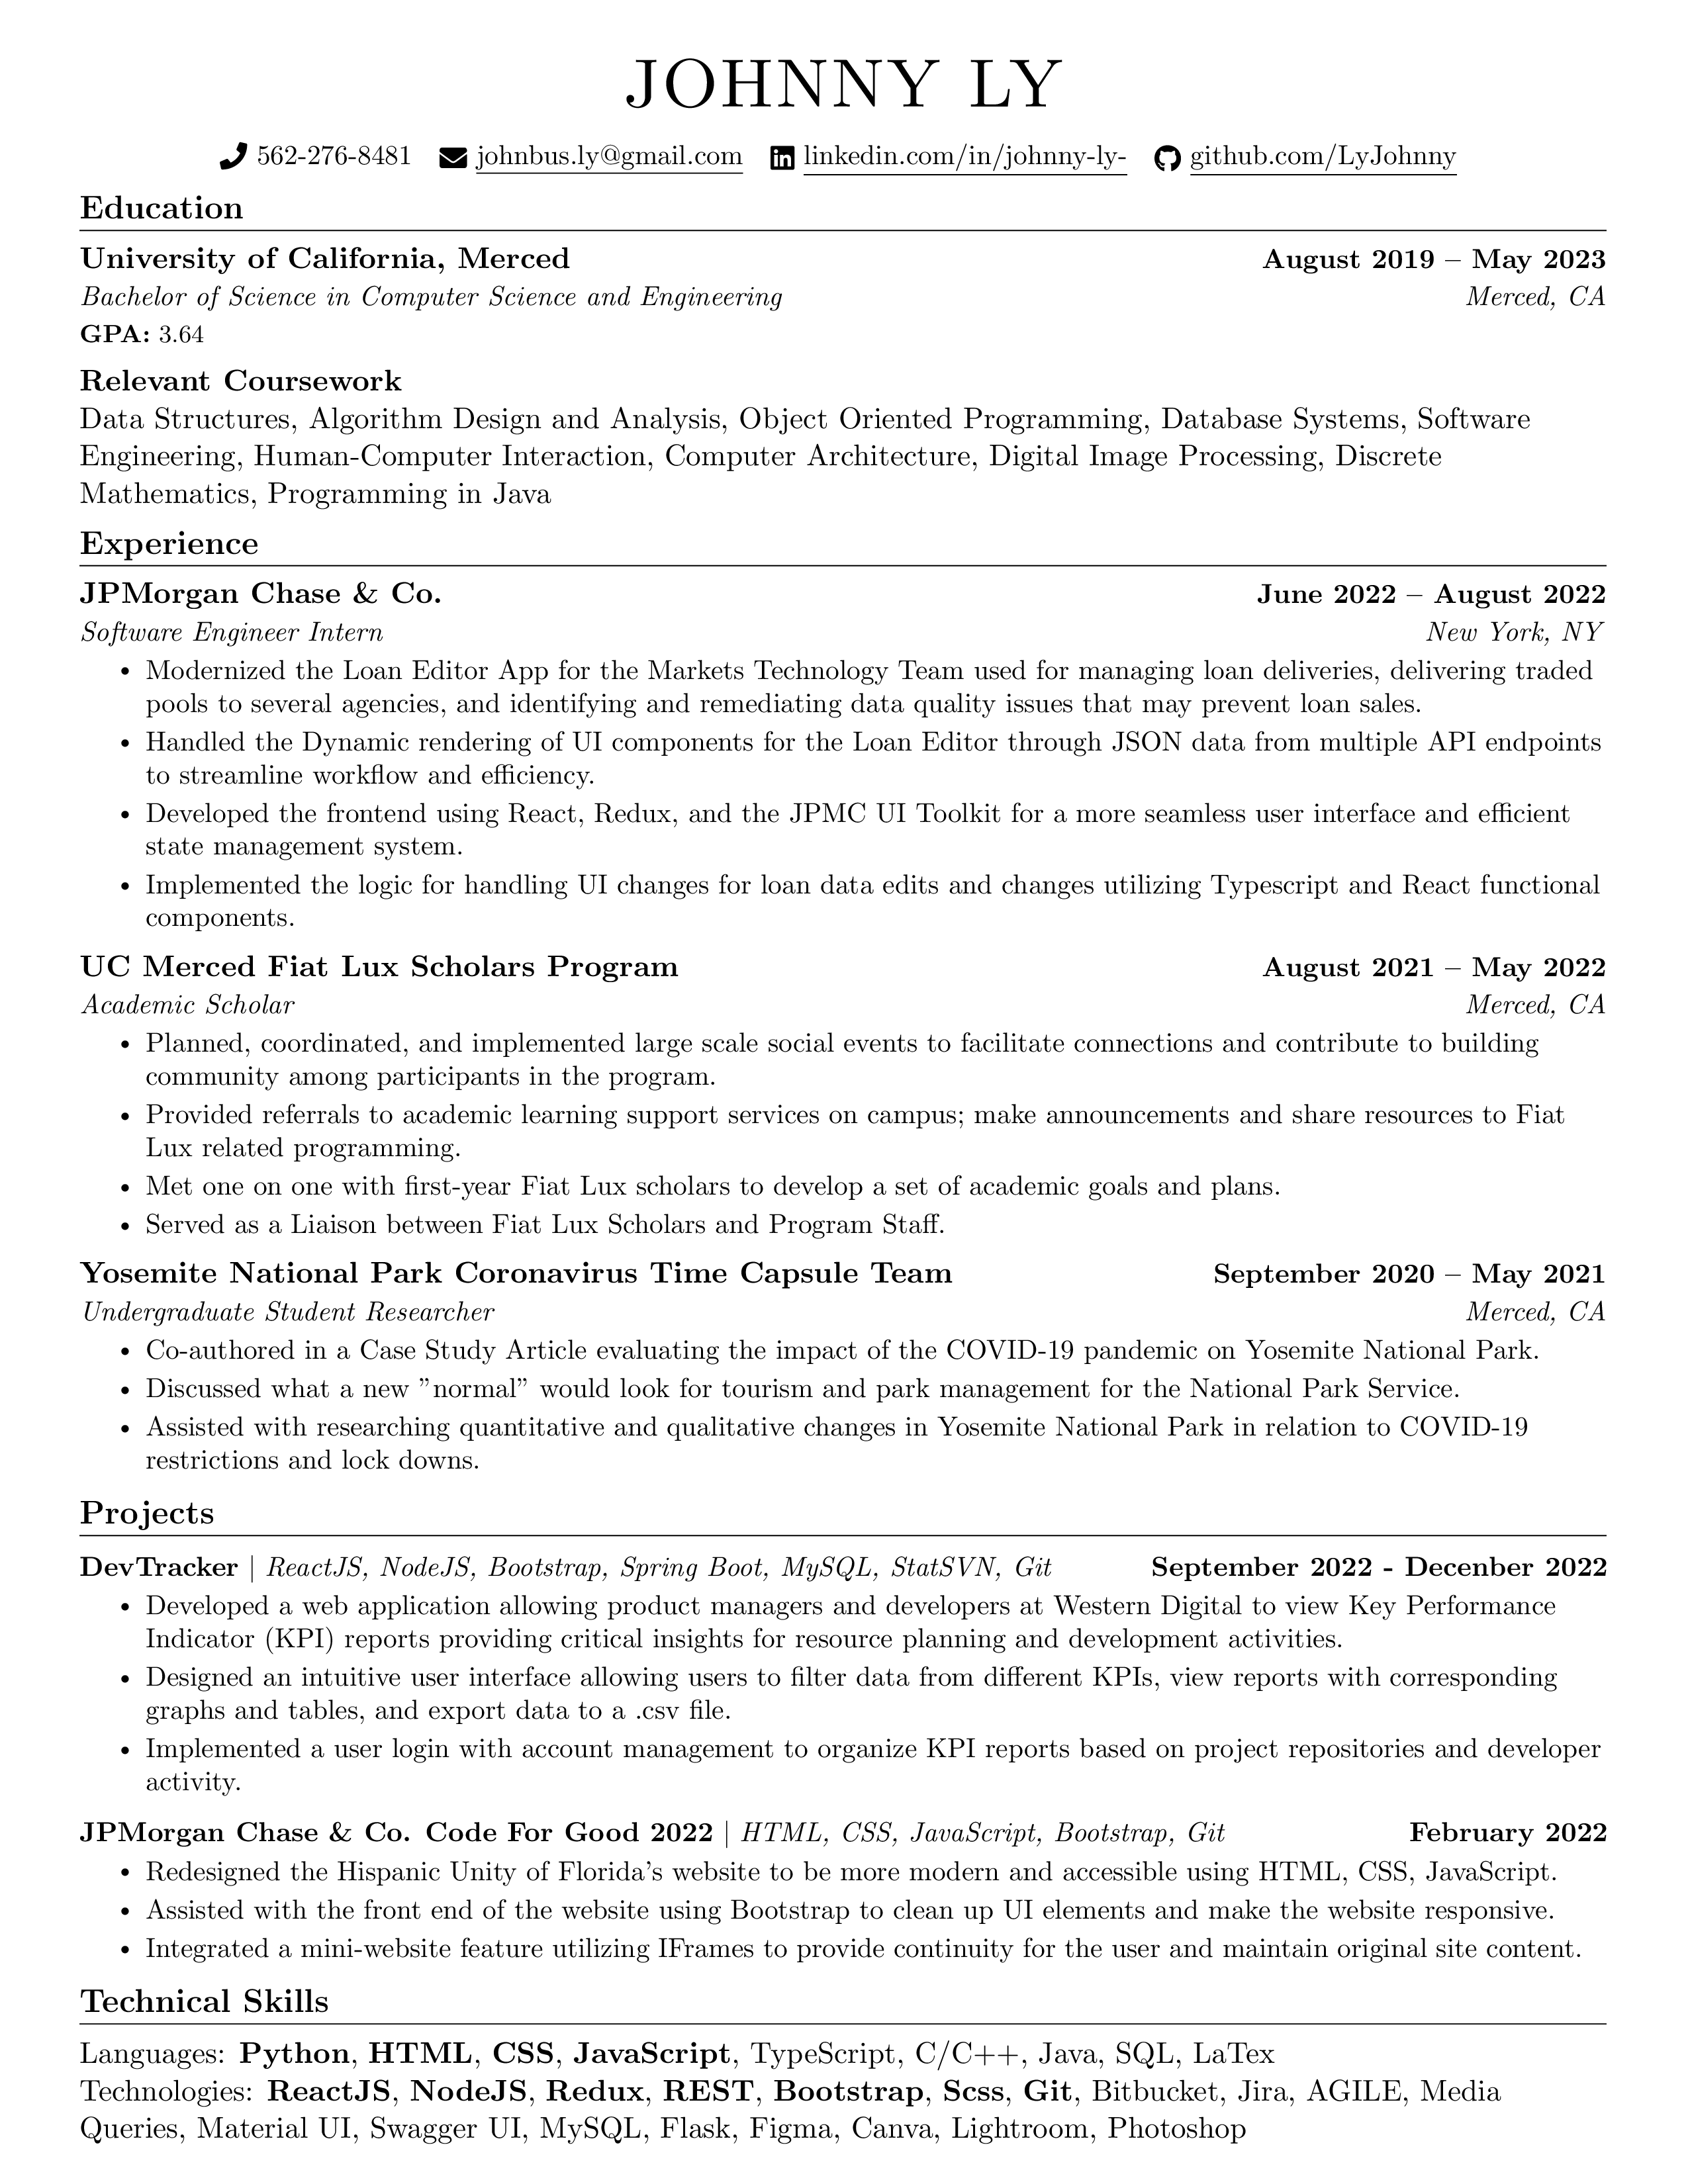 JOHNNY LY
562-276-8481 johnbus.ly@gmail.com linkedin.com/in/johnny-ly- github.com/LyJohnny
Education
University of California, Merced August 2019 – May 2023
Bachelor of Science in Computer Science and Engineering Merced, CA
GPA: 3.64
Relevant Coursework
Data Structures, Algorithm Design and Analysis, Object Oriented Programming, Database Systems, Software
Engineering, Human-Computer Interaction, Computer Architecture, Digital Image Processing, Discrete
Mathematics, Programming in Java
Experience
JPMorgan Chase & Co. June 2022 – August 2022
Software Engineer Intern New York, NY
• Modernized the Loan Editor App for the Markets Technology Team used for managing loan deliveries, delivering traded
pools to several agencies, and identifying and remediating data quality issues that may prevent loan sales.
• Handled the Dynamic rendering of UI components for the Loan Editor through JSON data from multiple API endpoints
to streamline workflow and efficiency.
• Developed the frontend using React, Redux, and the JPMC UI Toolkit for a more seamless user interface and efficient
state management system.
• Implemented the logic for handling UI changes for loan data edits and changes utilizing Typescript and React functional
components.
UC Merced Fiat Lux Scholars Program August 2021 – May 2022
Academic Scholar Merced, CA
• Planned, coordinated, and implemented large scale social events to facilitate connections and contribute to building
community among participants in the program.
• Provided referrals to academic learning support services on campus; make announcements and share resources to Fiat
Lux related programming.
• Met one on one with first-year Fiat Lux scholars to develop a set of academic goals and plans.
• Served as a Liaison between Fiat Lux Scholars and Program Staff.
Yosemite National Park Coronavirus Time Capsule Team September 2020 – May 2021
Undergraduate Student Researcher Merced, CA
• Co-authored in a Case Study Article evaluating the impact of the COVID-19 pandemic on Yosemite National Park.
• Discussed what a new ”normal” would look for tourism and park management for the National Park Service.
• Assisted with researching quantitative and qualitative changes in Yosemite National Park in relation to COVID-19
restrictions and lock downs.
Projects
DevTracker | ReactJS, NodeJS, Bootstrap, Spring Boot, MySQL, StatSVN, Git September 2022 - Decenber 2022
• Developed a web application allowing product managers and developers at Western Digital to view Key Performance
Indicator (KPI) reports providing critical insights for resource planning and development activities.
• Designed an intuitive user interface allowing users to filter data from different KPIs, view reports with corresponding
graphs and tables, and export data to a .csv file.
• Implemented a user login with account management to organize KPI reports based on project repositories and developer
activity.
JPMorgan Chase & Co. Code For Good 2022 | HTML, CSS, JavaScript, Bootstrap, Git February 2022
• Redesigned the Hispanic Unity of Florida’s website to be more modern and accessible using HTML, CSS, JavaScript.
• Assisted with the front end of the website using Bootstrap to clean up UI elements and make the website responsive.
• Integrated a mini-website feature utilizing IFrames to provide continuity for the user and maintain original site content.
Technical Skills
Languages: Python, HTML, CSS, JavaScript, TypeScript, C/C++, Java, SQL, LaTex
Technologies: ReactJS, NodeJS, Redux, REST, Bootstrap, Scss, Git, Bitbucket, Jira, AGILE, Media
Queries, Material UI, Swagger UI, MySQL, Flask, Figma, Canva, Lightroom, Photoshop